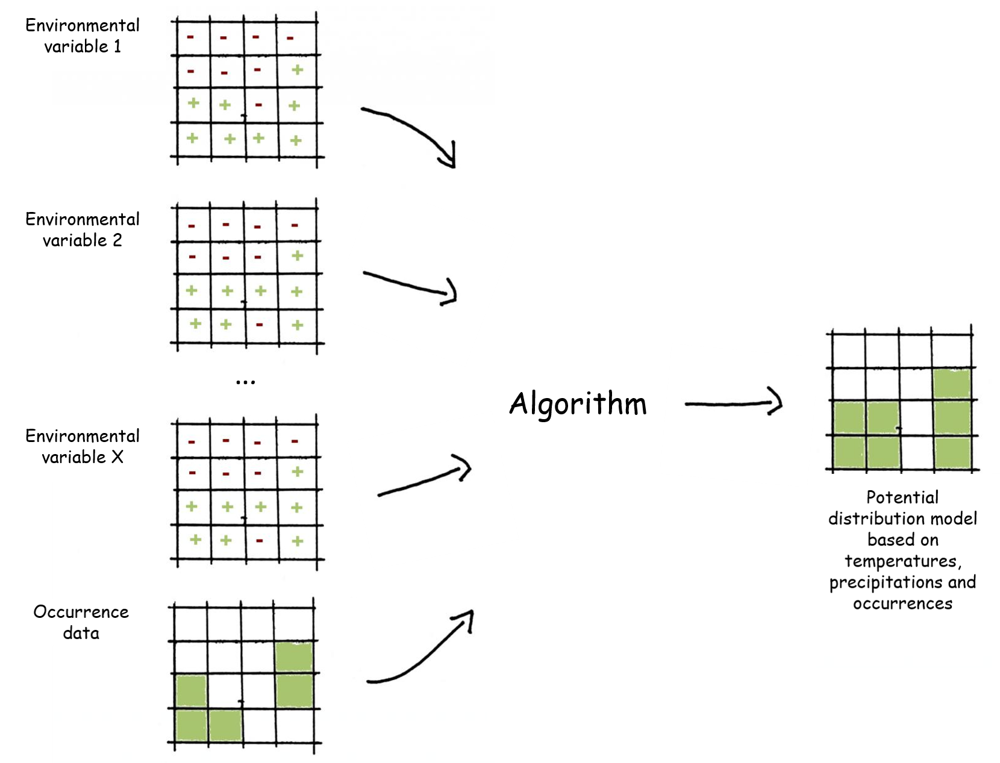 Environmental
variable 1
- - - -
- - - +
+ + - +
+ + + +
Environmental
variable 2
- - - -
- - - +
+ + + +
+ + - +
...
Environmental
variable X
- - - -
- - - +
+ + + +
+ + - +
Occurrence
data
Algorithm
Potential
distribution model
based on
temperatures,
precipitations and
occurrences